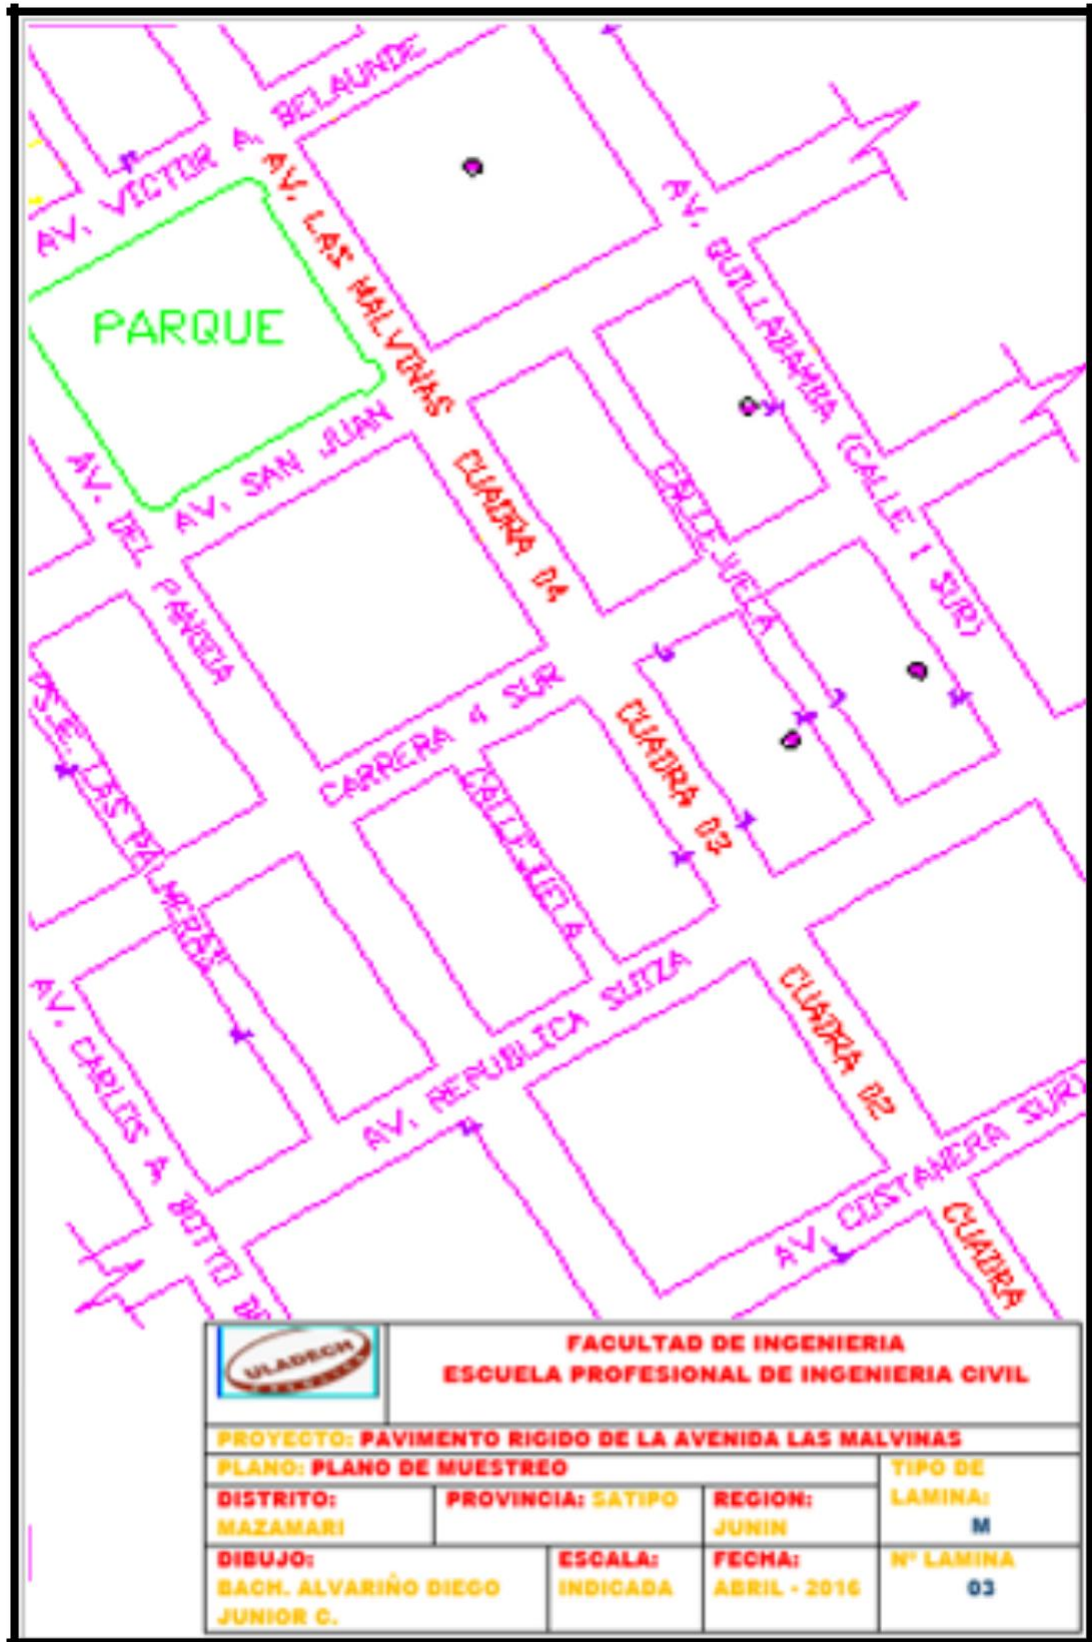 AV. VICTOR A BELAUNDE
AV. LAS MALVINAS
PARQUE
AV. QUILLABAMBA (CALLE 1 SUR)
AV. SAN JUAN
AV. DEL PANGOA
CUADRA 04
CALLEJUELA
PSJE. LAS PALMERAS
CARRERA 4 SUR
CUADRA 03
CALLEJUELA
AV. REPUBLICA SUIZA
CUADRA 02
AV. CARLOS A. BOTTO
AV. COSTANERA SUR)
CUADRA
ULADECH
FACULTAD DE INGENIERIA
ESCUELA PROFESIONAL DE INGENIERIA CIVIL
PROYECTO: PAVIMENTO RIGIDO DE LA AVENIDA LAS MALVINAS
PLANO: PLANO DE MUESTREO
TIPO DE
LAMINA:
M
DISTRITO:
MAZAMARI
PROVINCIA: SATIPO
REGION:
JUNIN
DIBUJO:
BACH. ALVARIÑO DIEGO
JUNIOR C.
ESCALA:
INDICADA
FECHA:
ABRIL - 2016
Nº LAMINA
03